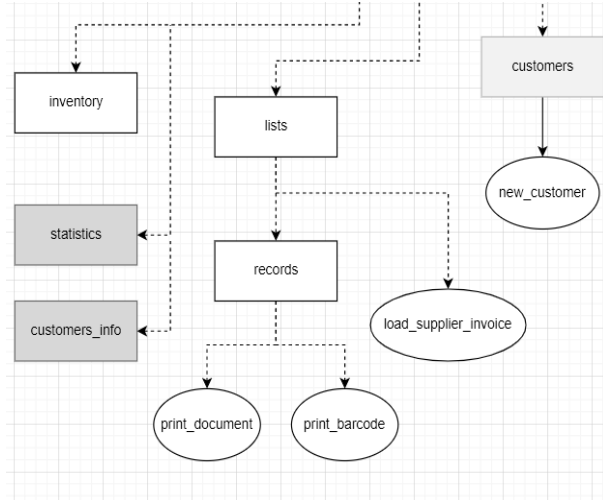 customers
inventory
lists
new_customer
statistics
records
customers_info
load_supplier_invoice
print_document
print_barcode